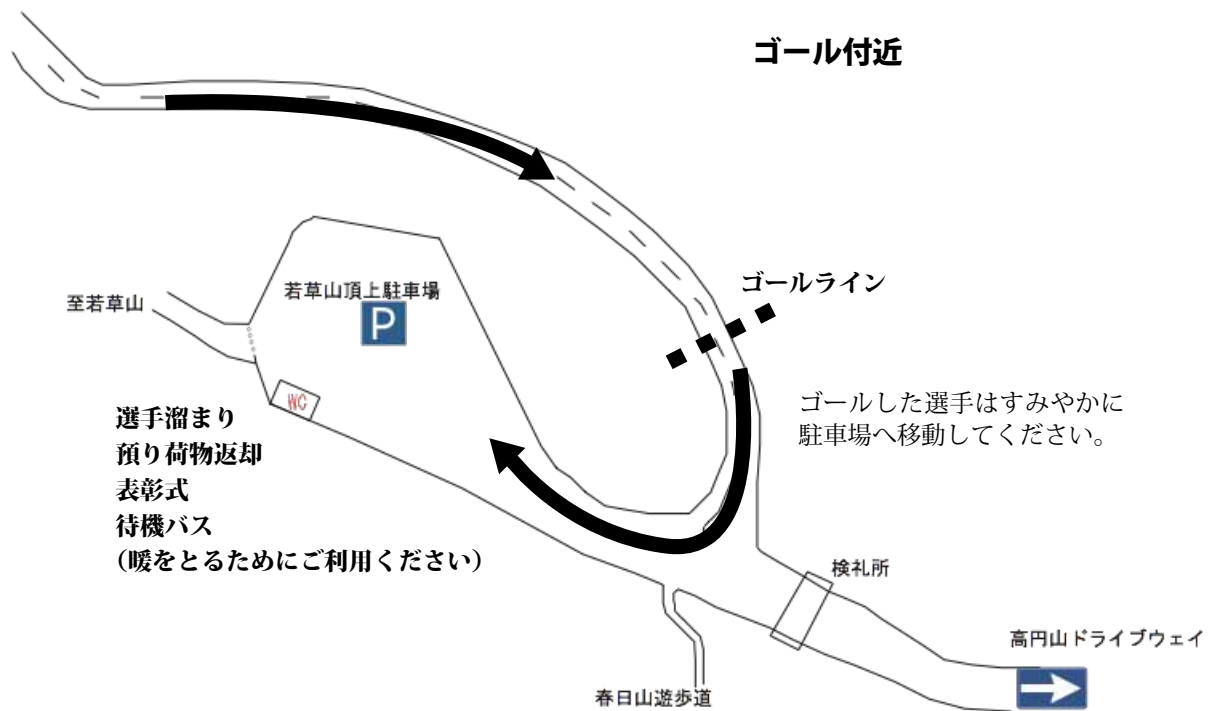 ゴール付近
ゴールライン
至若草山
若草山頂上駐車場
P
WC
選手溜まり
預り荷物返却
表彰式
待機バス
（暖をとるためにご利用ください）
ゴールした選手はすみやかに
駐車場へ移動してください。
検札所
高円山ドライブウェイ
春日山遊歩道